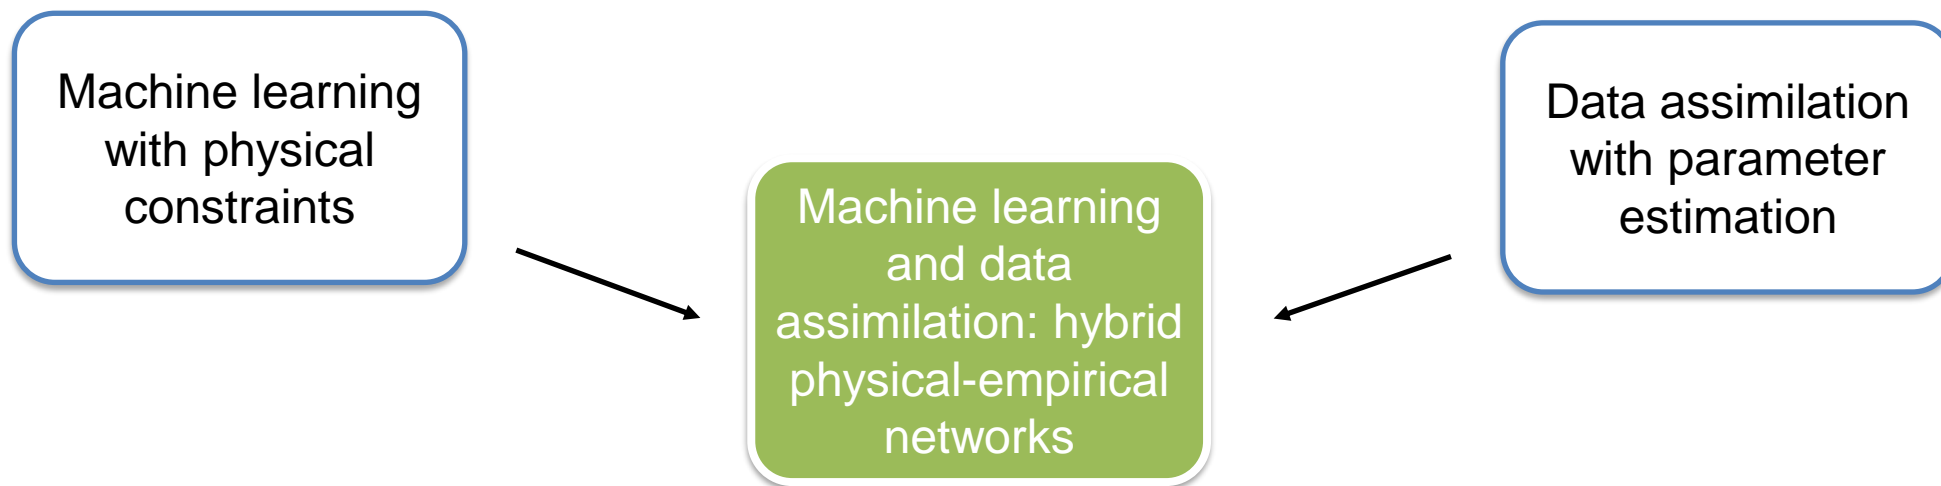 Machine learning
with physical
constraints
Machine learning
and data
assimilation: hybrid
physical-empirical
networks
Data assimilation
with parameter
estimation